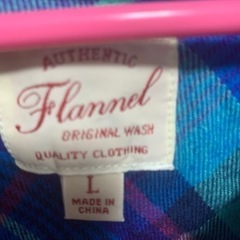 AUTHENTIC
Flannel
ORIGINAL WASH
QUALITY CLOTHING
L
MADE IN
CHINA